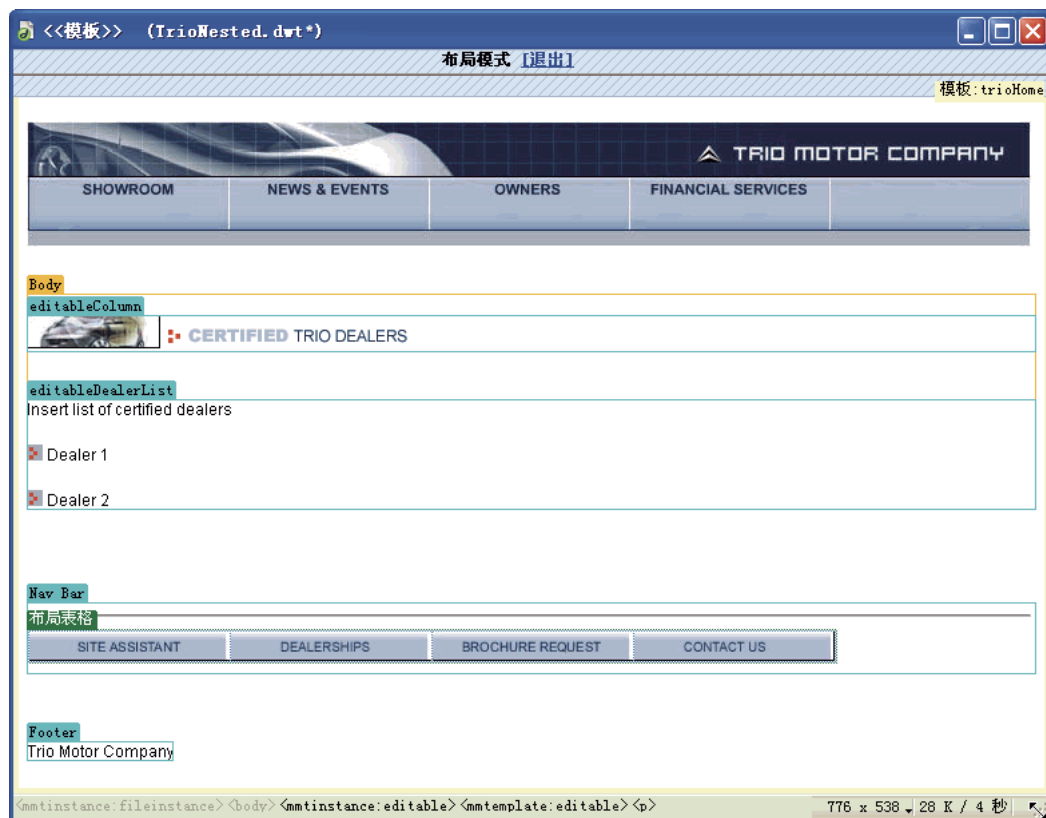 <<模板>> (TrioNested.dwt*)
布局模式 [退出]
模板:trioHome
TRIO MOTOR COMPANY
SHOWROOM NEWS & EVENTS OWNERS FINANCIAL SERVICES
Body
editableColumn
CERTIFIED TRIO DEALERS
editableDealerList
Insert list of certified dealers
Dealer 1
Dealer 2
Nav Bar
布局表格
SITE ASSISTANT DEALERSHIPS BROCHURE REQUEST CONTACT US
Footer
Trio Motor Company
<mmtinstance:fileinstance> <body> <mmtinstance:editable> <mmtemplate:editable> <p> 776 x 538 28 K / 4 秒